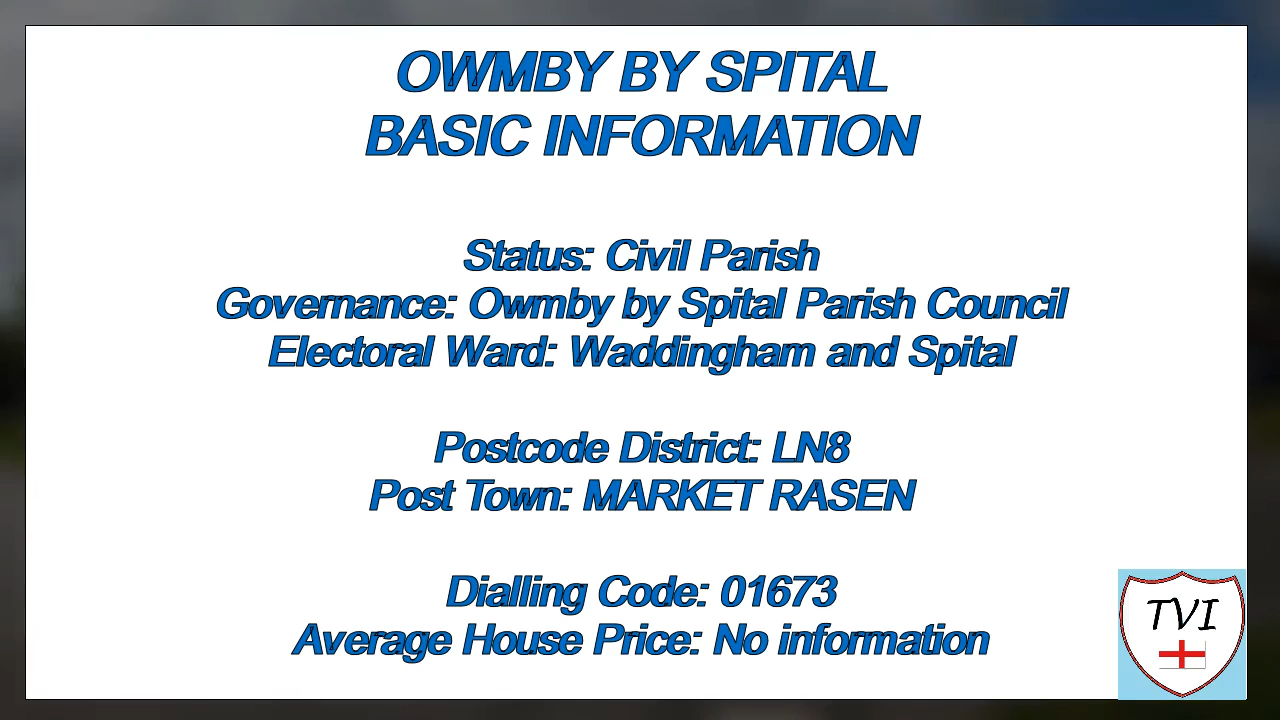 OWMBY BY SPITAL
BASIC INFORMATION
Status: Civil Parish
Governance: Owmby by Spital Parish Council
Electoral Ward: Waddingham and Spital
Postcode District: LN8
Post Town: MARKET RASEN
Dialling Code: 01673
Average House Price: No information
TVI